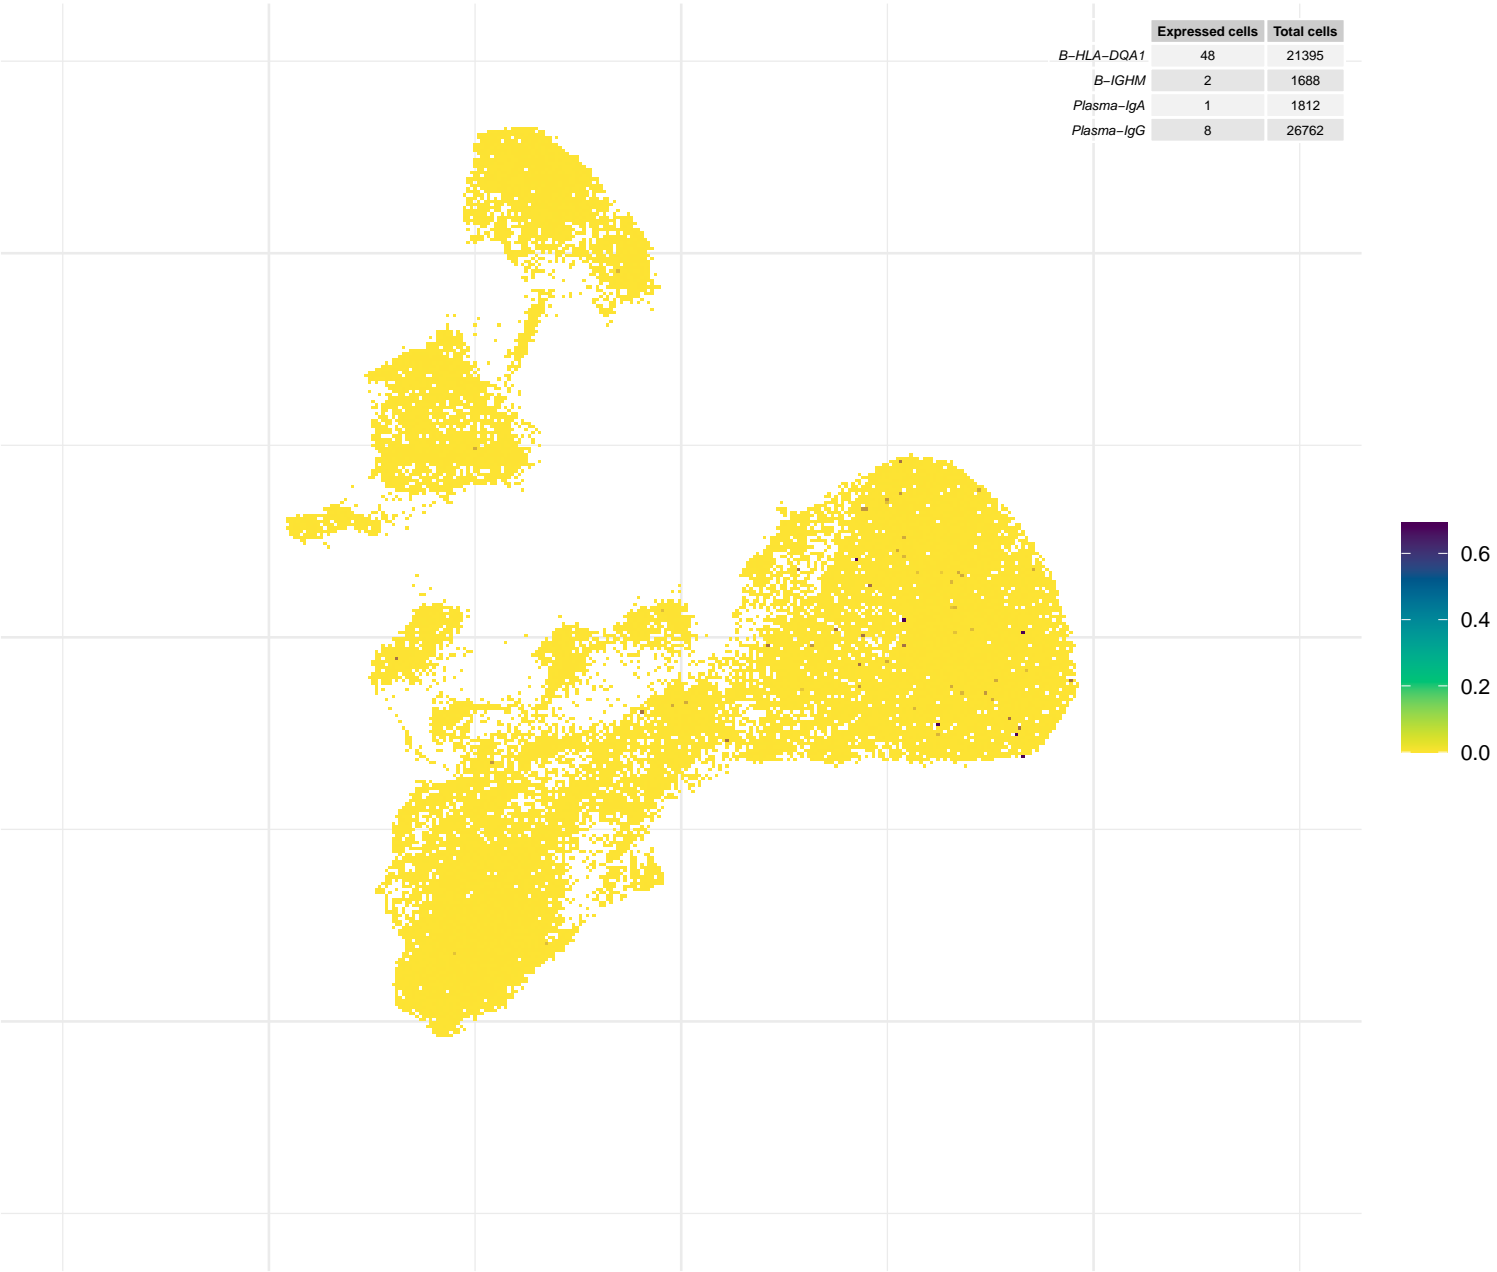 Expressed cells Total cells
B−HLA−DQA1 48 21395
B−IGHM 2 1688
Plasma−IgA 1 1812
Plasma−IgG 8 26762
0.6
0.4
0.2
0.0